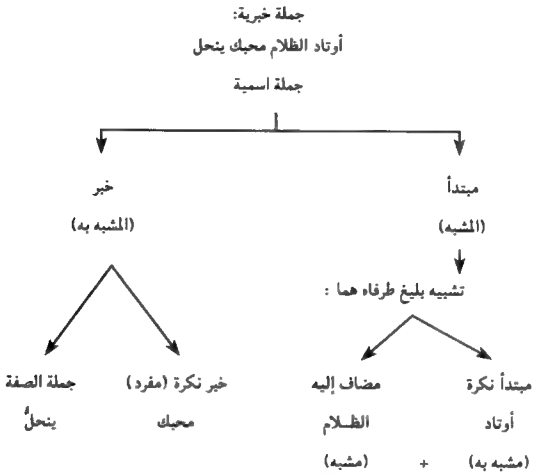 جملة خبرية:
أوتاد الظلام محبك ينحل
جملة اسمية
مبتدأ خبر
(المشبه) (المشبه به)
تشبيه بليغ طرفاه هما :
مبتدأ نكرة مضاف إليه خبر نكرة (مفرد) جملة الصفة
أوتاد الظلام محبك ينحلُّ
(مشبه به) + (مشبه)